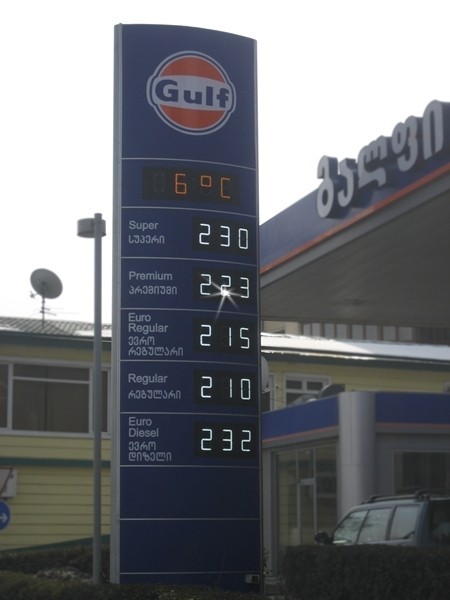 Gulf
6°C
Super
სუპერი
230
Premium
პრემიუმი
223
Euro
Regular
ევრო
რეგულარი
215
Regular
რეგულარი
210
Euro
Diesel
ევრო
დიზელი
232
გალფი